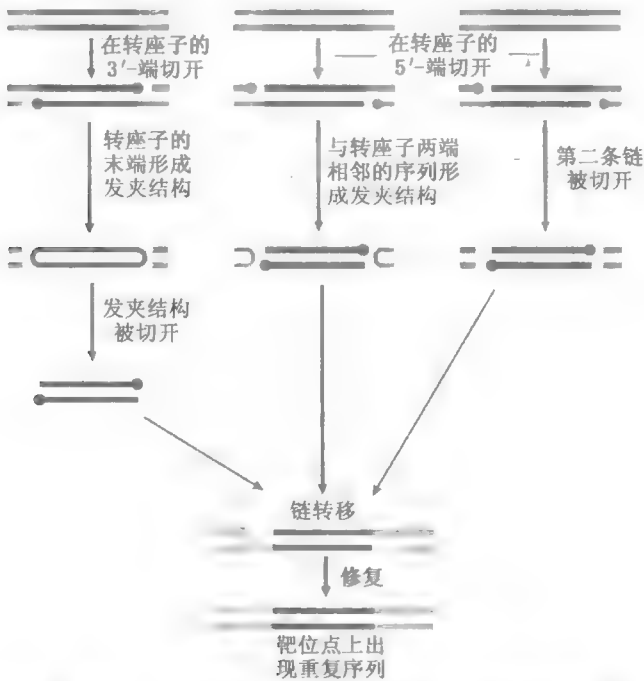 在转座子的
3′-端切开
在转座子的
5′-端切开
转座子的
末端形成
发夹结构
与转座子两端
相邻的序列形
成发夹结构
第二条链
被切开
发夹结构
被切开
链转移
修复
靶位点上出
现重复序列